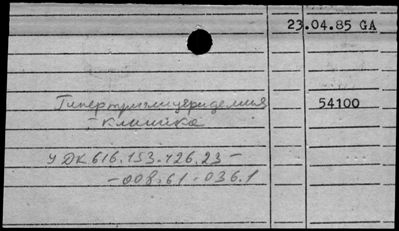 23.04.85 GA
Гипертриглицеридемия 54100
- клиника
УДК 616.153.426.23 -
- 008.61 - 036.1